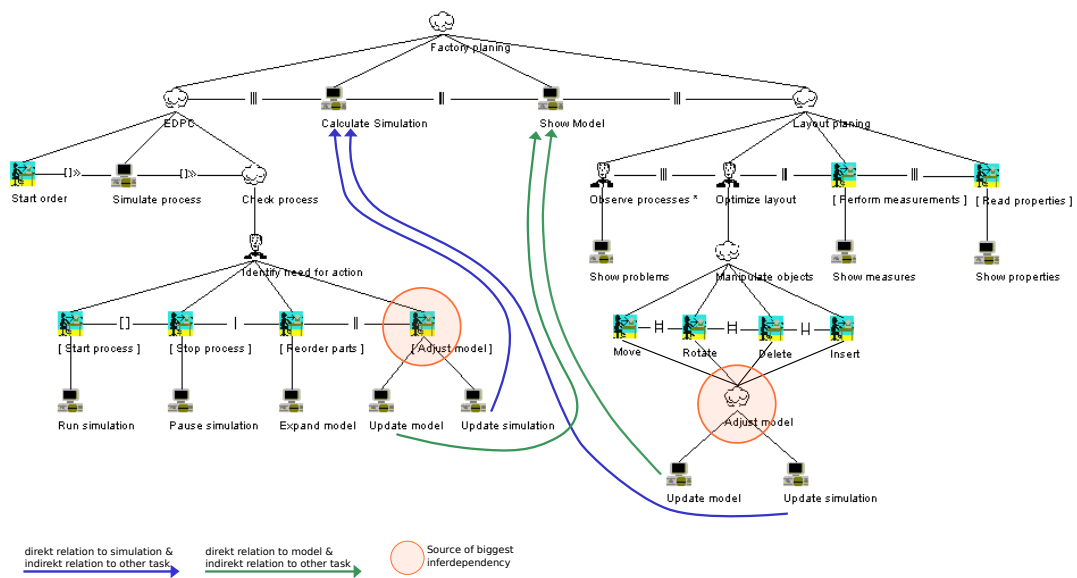 Factory planing
EDPC
Calculate Simulation
Show Model
Layout planing
||| ||| |||
Start order
[]»
Simulate process
[]»
Check process
Observe processes *
|||
Optimize layout
|||
[ Perform measurements ]
|||
[ Read properties ]
Identify need for action
Show problems
Manipulate objects
Show measures
Show properties
[ Start process ]
[]
[ Stop process ]
|
[ Reorder parts ]
||
[ Adjust model ]
Move
Rotate
Delete
Insert
Run simulation
Pause simulation
Expand model
Update model
Update simulation
Adjust model
Update model
Update simulation
direkt relation to simulation &
indirekt relation to other task
direkt relation to model &
indirekt relation to other task
Source of biggest
inferdependency